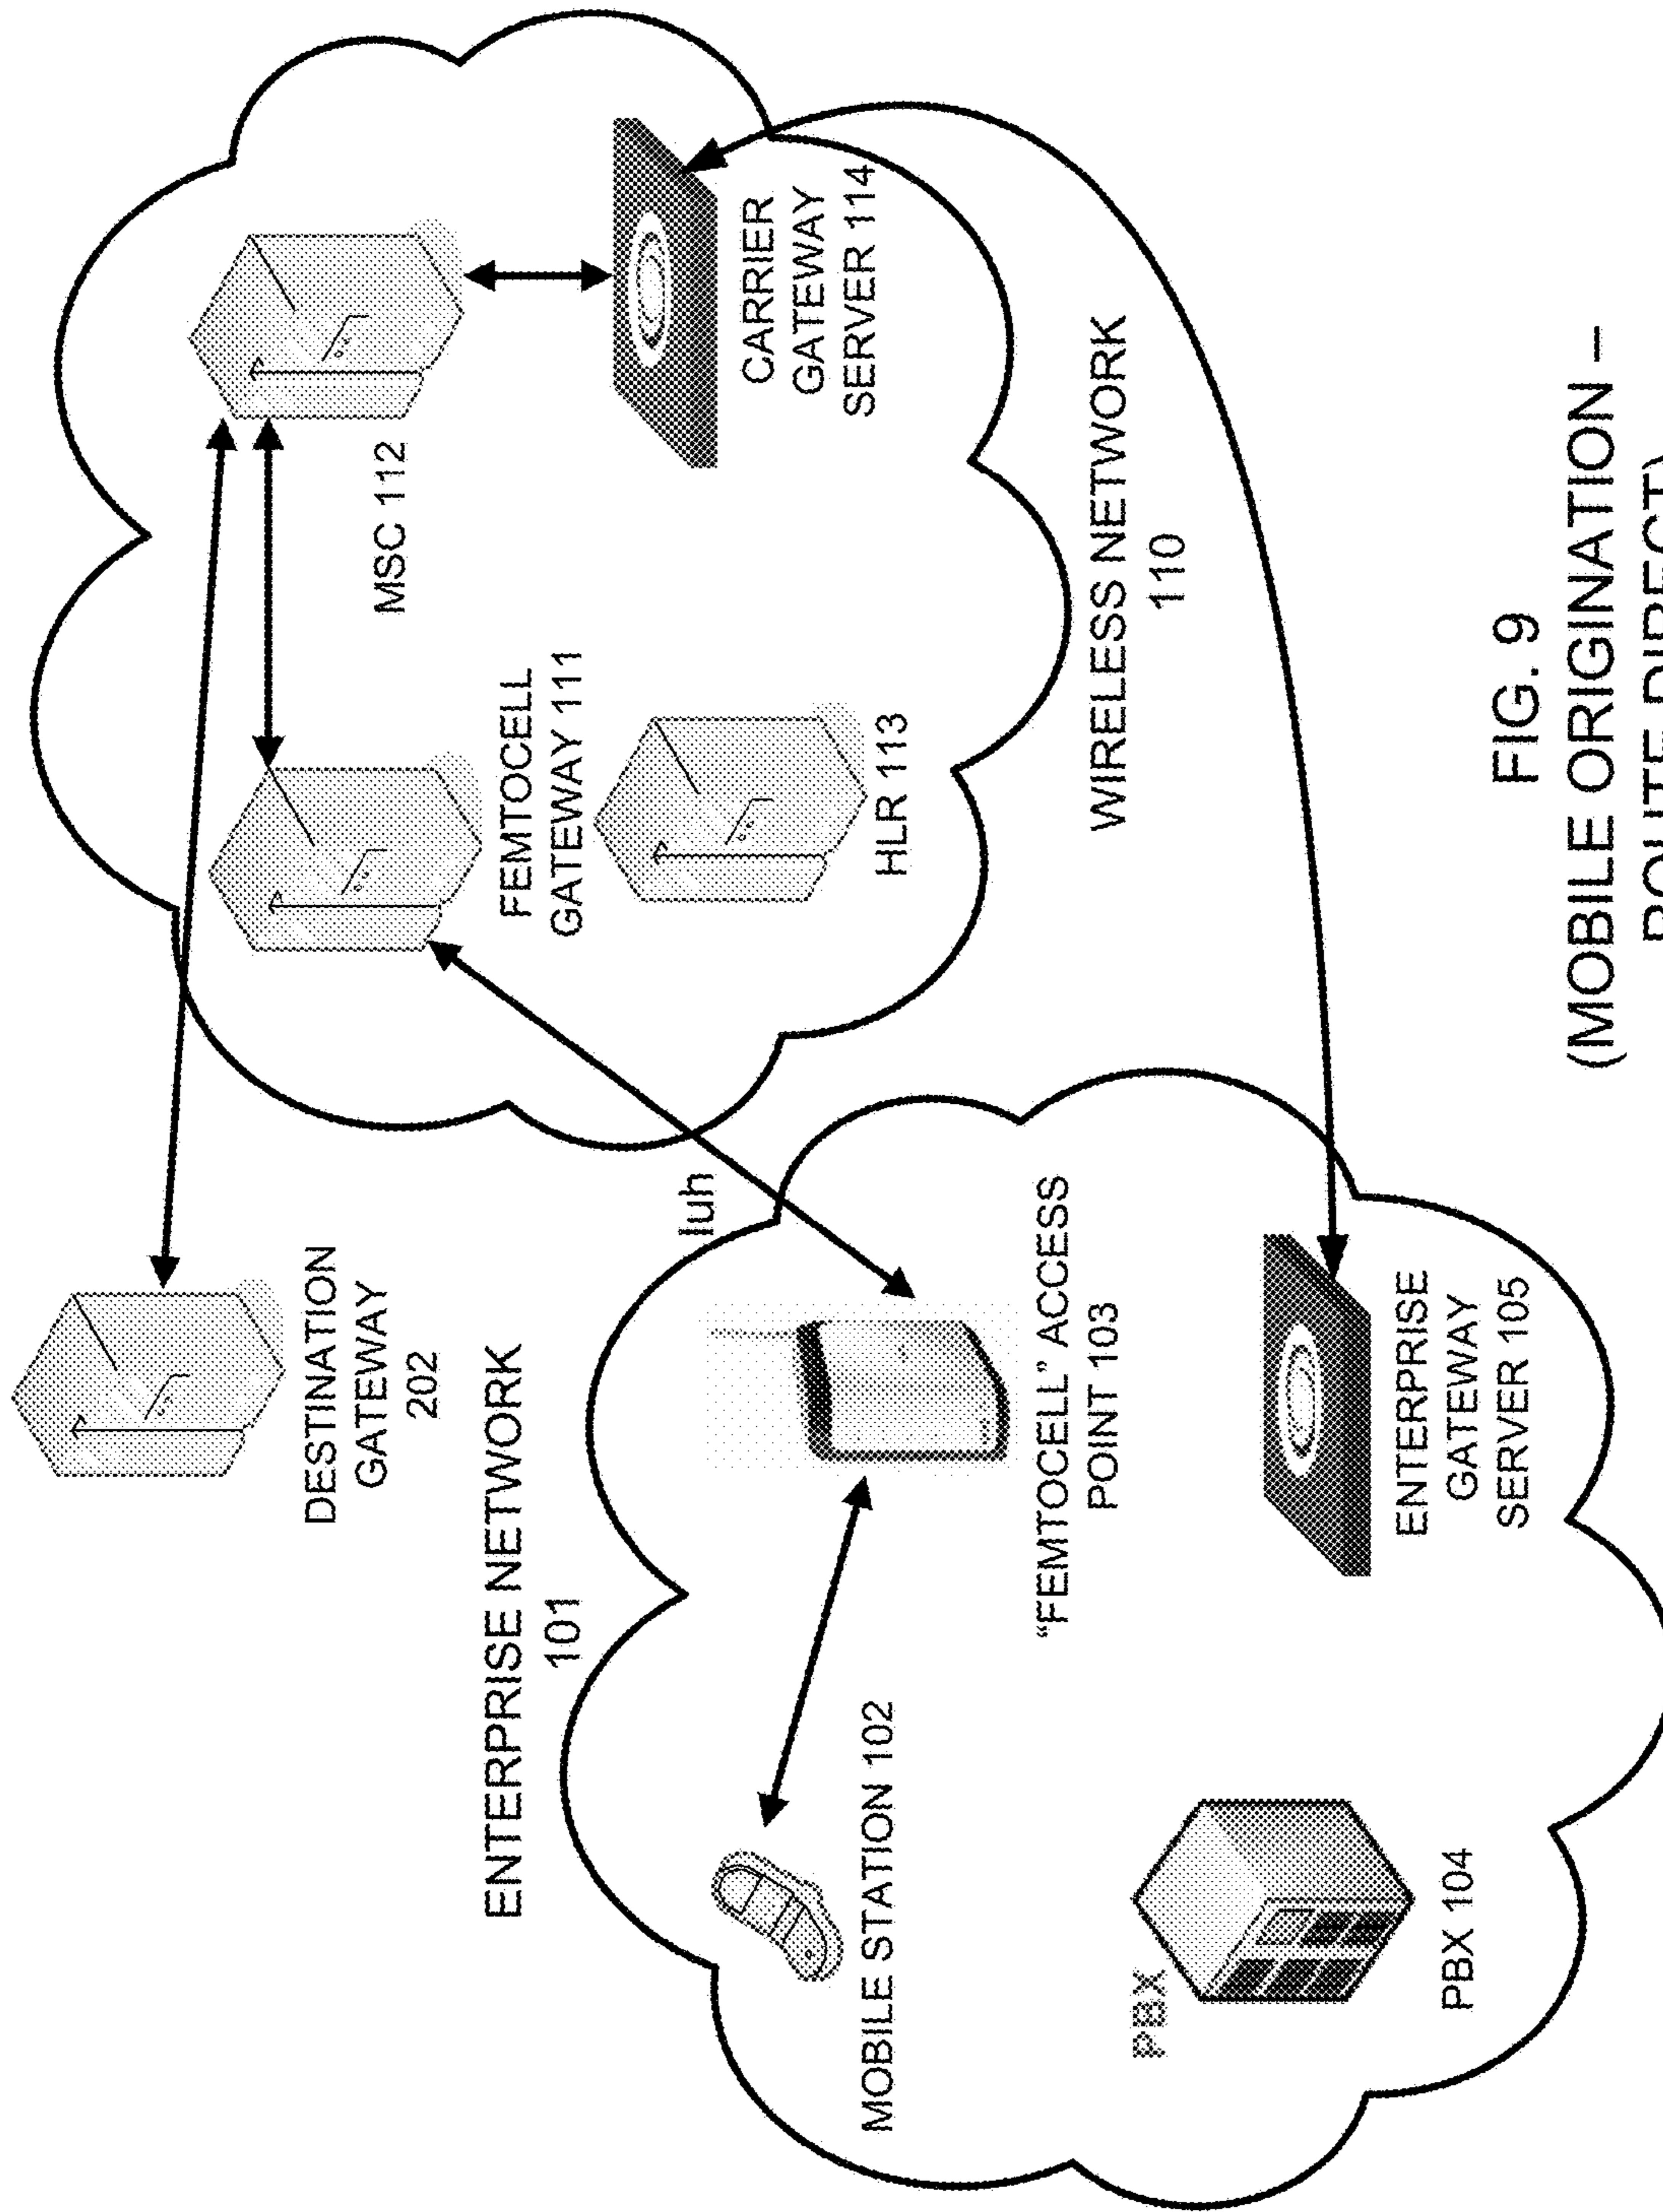 DESTINATION
GATEWAY
202
MSC 112
ENTERPRISE NETWORK
101
FEMTOCELL
GATEWAY 111
Iuh
CARRIER
GATEWAY
SERVER 114
MOBILE STATION 102
HLR 113
"FEMTOCELL" ACCESS
POINT 103
WIRELESS NETWORK
110
PBX
PBX 104
ENTERPRISE
GATEWAY
SERVER 105
FIG. 9
(MOBILE ORIGINATION –
ROUTE DIRECT)